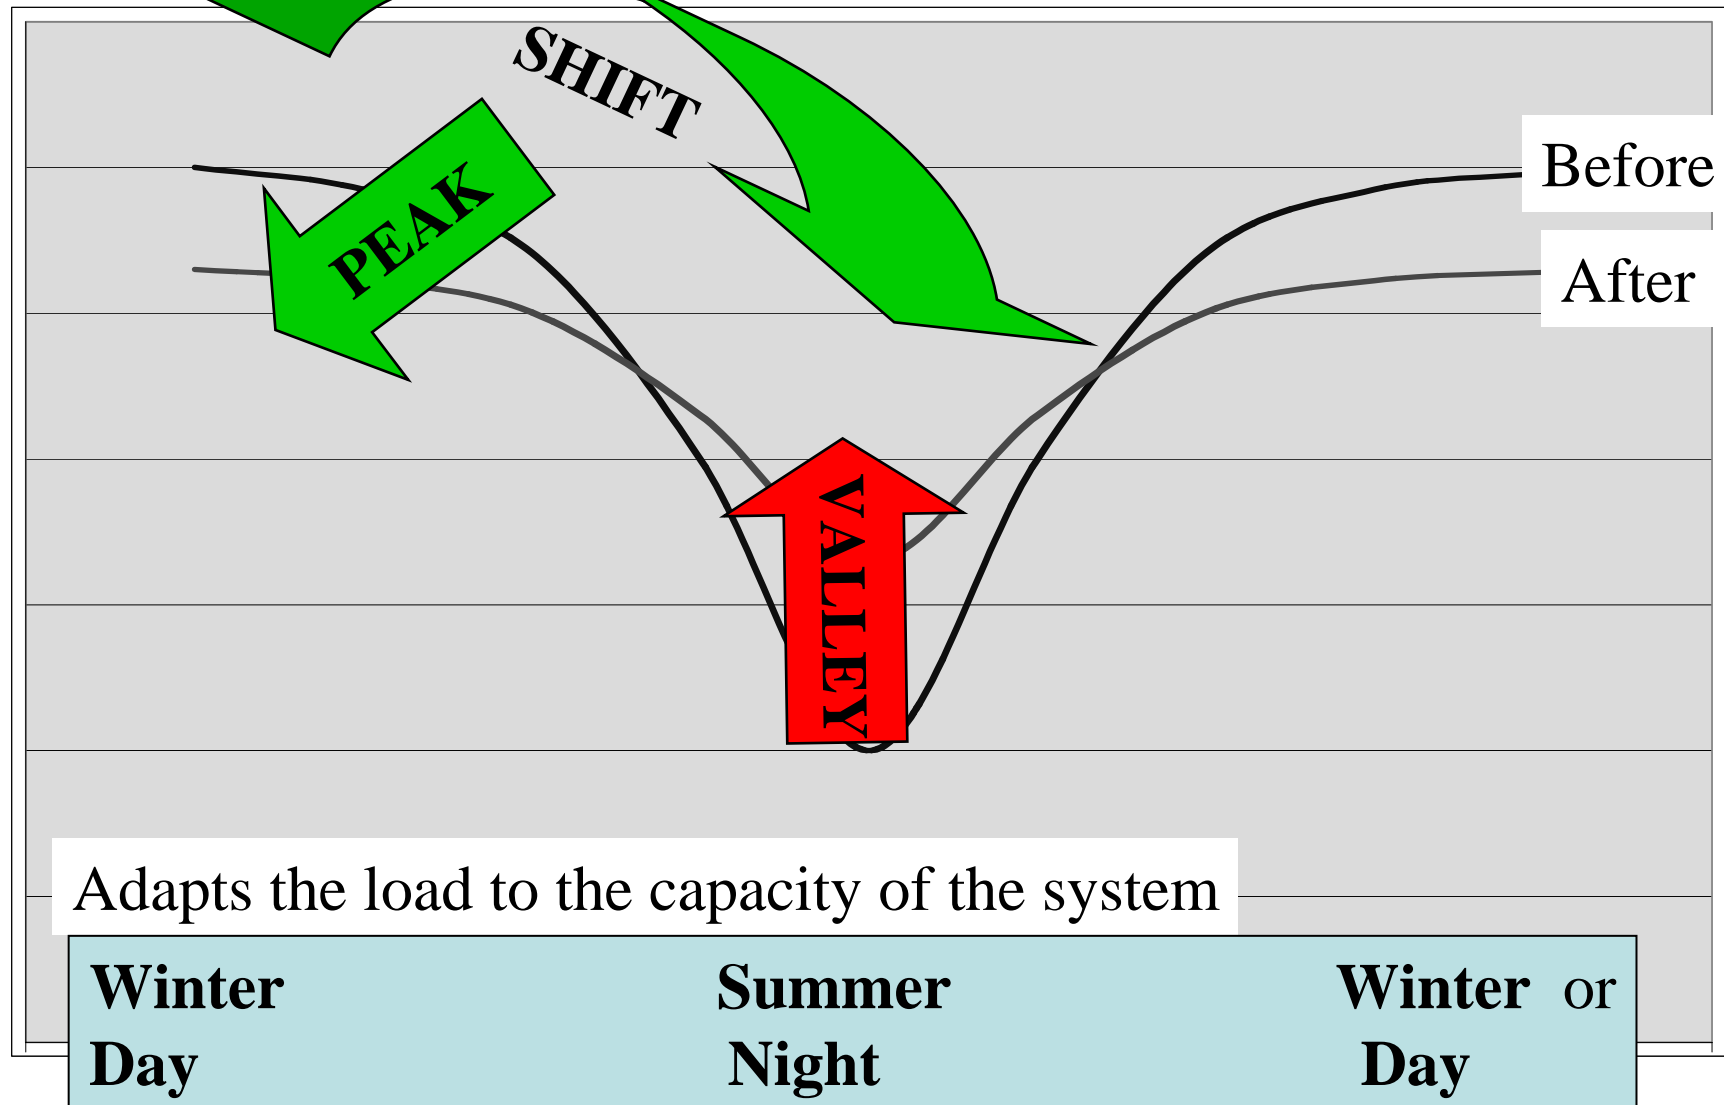 SHIFT
PEAK
Before
After
VALLEY
Adapts the load to the capacity of the system
Winter Summer Winter or
Day Night Day